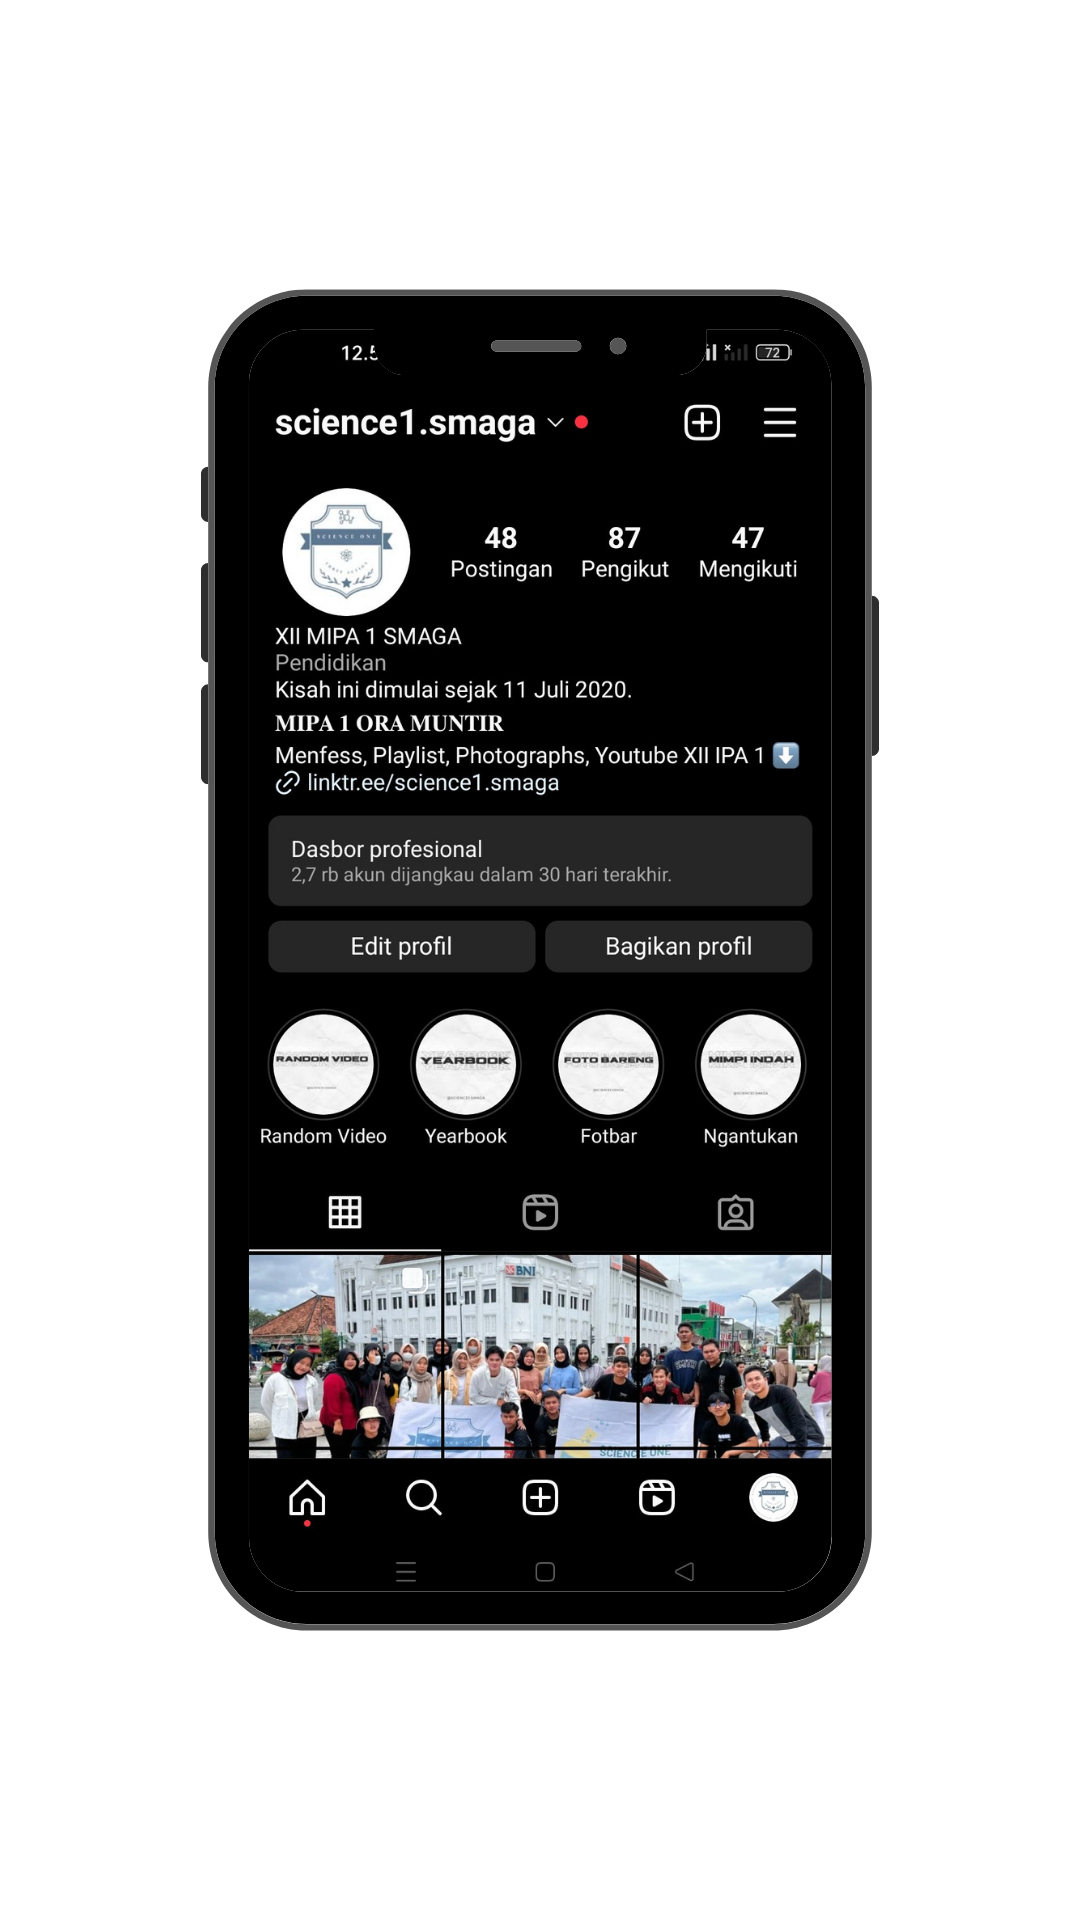 12.5
72
science1.smaga
SCIENCE ONE
48 87 47
Postingan Pengikut Mengikuti
XII MIPA 1 SMAGA
Pendidikan
Kisah ini dimulai sejak 11 Juli 2020.
MIPA 1 ORA MUNTIR
Menfess, Playlist, Photographs, Youtube XII IPA 1 ⬇️
linktr.ee/science1.smaga
Dasbor profesional
2,7 rb akun dijangkau dalam 30 hari terakhir.
Edit profil Bagikan profil
RANDOM VIDEO YEARBOOK FOTO BARENG MIMPI INDAH
Random Video Yearbook Fotbar Ngantukan
BNI
SCIENCE ONE